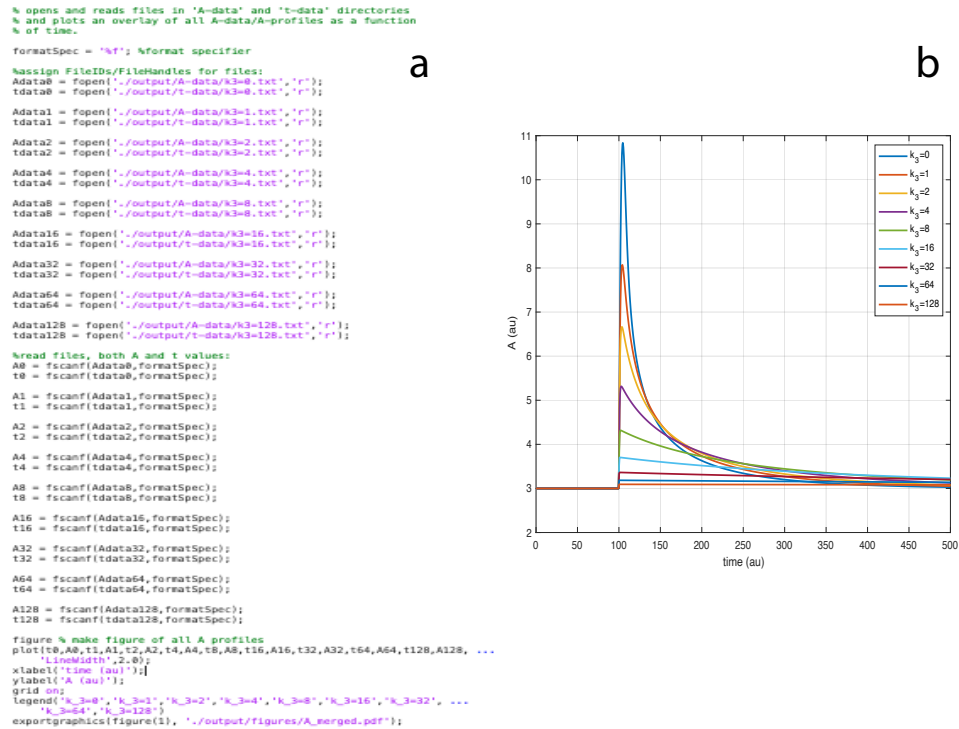 % opens and reads files in 'A-data' and 't-data' directories
% and plots an overlay of all A-data/A-profiles as a function
% of time.
formatSpec = '%f'; %format specifier
%assign FileIDs/FileHandles for files:
Adata0 = fopen('./output/A-data/k3=0.txt','r');
tdata0 = fopen('./output/t-data/k3=0.txt','r');
Adata1 = fopen('./output/A-data/k3=1.txt','r');
tdata1 = fopen('./output/t-data/k3=1.txt','r');
Adata2 = fopen('./output/A-data/k3=2.txt','r');
tdata2 = fopen('./output/t-data/k3=2.txt','r');
Adata4 = fopen('./output/A-data/k3=4.txt','r');
tdata4 = fopen('./output/t-data/k3=4.txt','r');
Adata8 = fopen('./output/A-data/k3=8.txt','r');
tdata8 = fopen('./output/t-data/k3=8.txt','r');
Adata16 = fopen('./output/A-data/k3=16.txt','r');
tdata16 = fopen('./output/t-data/k3=16.txt','r');
Adata32 = fopen('./output/A-data/k3=32.txt','r');
tdata32 = fopen('./output/t-data/k3=32.txt','r');
Adata64 = fopen('./output/A-data/k3=64.txt','r');
tdata64 = fopen('./output/t-data/k3=64.txt','r');
Adata128 = fopen('./output/A-data/k3=128.txt','r');
tdata128 = fopen('./output/t-data/k3=128.txt','r');
%read files, both A and t values:
A0 = fscanf(Adata0,formatSpec);
t0 = fscanf(tdata0,formatSpec);
A1 = fscanf(Adata1,formatSpec);
t1 = fscanf(tdata1,formatSpec);
A2 = fscanf(Adata2,formatSpec);
t2 = fscanf(tdata2,formatSpec);
A4 = fscanf(Adata4,formatSpec);
t4 = fscanf(tdata4,formatSpec);
A8 = fscanf(Adata8,formatSpec);
t8 = fscanf(tdata8,formatSpec);
A16 = fscanf(Adata16,formatSpec);
t16 = fscanf(tdata16,formatSpec);
A32 = fscanf(Adata32,formatSpec);
t32 = fscanf(tdata32,formatSpec);
A64 = fscanf(Adata64,formatSpec);
t64 = fscanf(tdata64,formatSpec);
A128 = fscanf(Adata128,formatSpec);
t128 = fscanf(tdata128,formatSpec);
figure % make figure of all A profiles
plot(t0,A0,t1,A1,t2,A2,t4,A4,t8,A8,t16,A16,t32,A32,t64,A64,t128,A128, ...
'LineWidth',2.0);
xlabel('time (au)');
ylabel('A (au)');
grid on;
legend('k_3=0','k_3=1','k_3=2','k_3=4','k_3=8','k_3=16','k_3=32', ...
'k_3=64','k_3=128')
exportgraphics(figure(1), './output/figures/A_merged.pdf');
a
b
11
10
9
8
7
6
5
4
3
2
A (au)
0 50 100 150 200 250 300 350 400 450 500
time (au)
k3=0
k3=1
k3=2
k3=4
k3=8
k3=16
k3=32
k3=64
k3=128